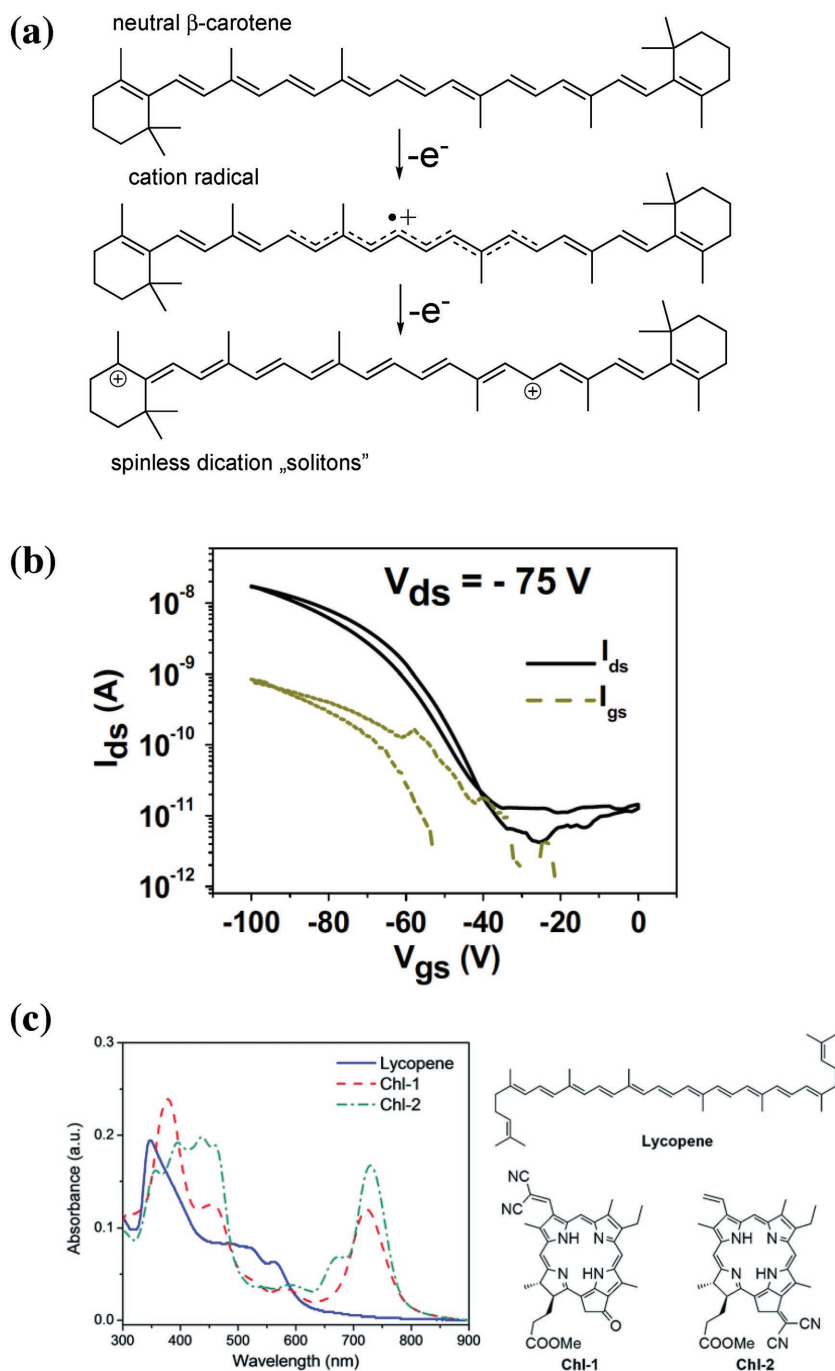 (a)
neutral β-carotene
-e-
cation radical
•+
-e-
+
+
spinless dication „solitons”
(b)
Vds = - 75 V
Ids
Igs
Ids (A)
10-8
10-9
10-10
10-11
10-12
-100 -80 -60 -40 -20 0
Vgs (V)
(c)
Absorbance (a.u.)
0.3
0.2
0.1
0.0
300 400 500 600 700 800 900
Wavelength (nm)
Lycopene
Chl-1
Chl-2
Lycopene
CN
CN
NH N
N HN
O
COOMe
Chl-1
NH N
N HN
CN
COOMe CN
Chl-2